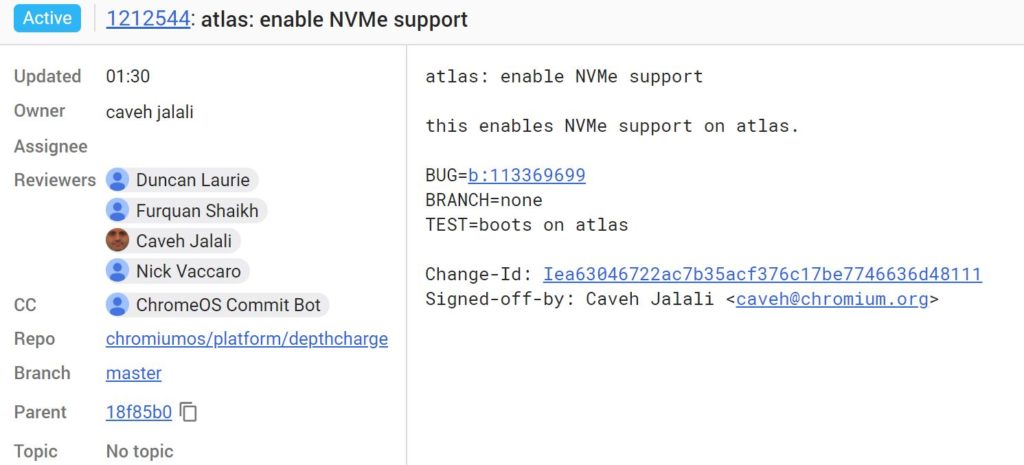 Active 1212544: atlas: enable NVMe support
Updated 01:30
Owner caveh jalali
Assignee
Reviewers Duncan Laurie
Furquan Shaikh
Caveh Jalali
Nick Vaccaro
CC ChromeOS Commit Bot
Repo chromiumos/platform/depthcharge
Branch master
Parent 18f85b0
Topic No topic
atlas: enable NVMe support
this enables NVMe support on atlas.
BUG=b:113369699
BRANCH=none
TEST=boots on atlas
Change-Id: Iea63046722ac7b35acf376c17be7746636d48111
Signed-off-by: Caveh Jalali <caveh@chromium.org>